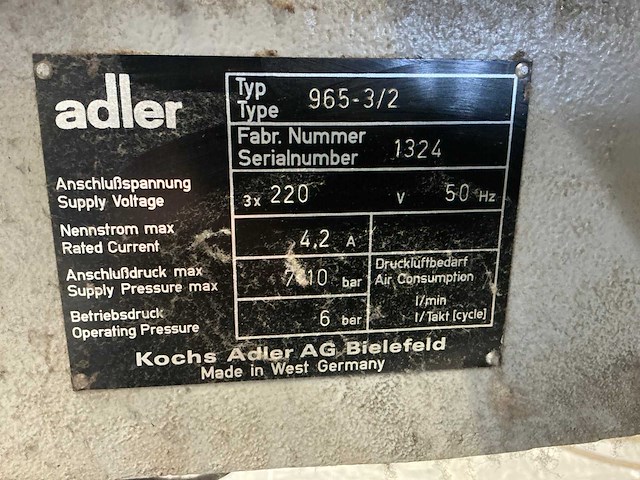 adler
Typ
Type 965-3/2
Fabr. Nummer
Serialnumber 1324
Anschlußspannung
Supply Voltage 3x 220 V 50 Hz
Nennstrom max
Rated Current 4,2 A
Anschlußdruck max
Supply Pressure max 10 bar
Druckluftbedarf
Air Consumption
l/min
l/Takt [cycle]
Betriebsdruck
Operating Pressure 6 bar
Kochs Adler AG Bielefeld
Made in West Germany